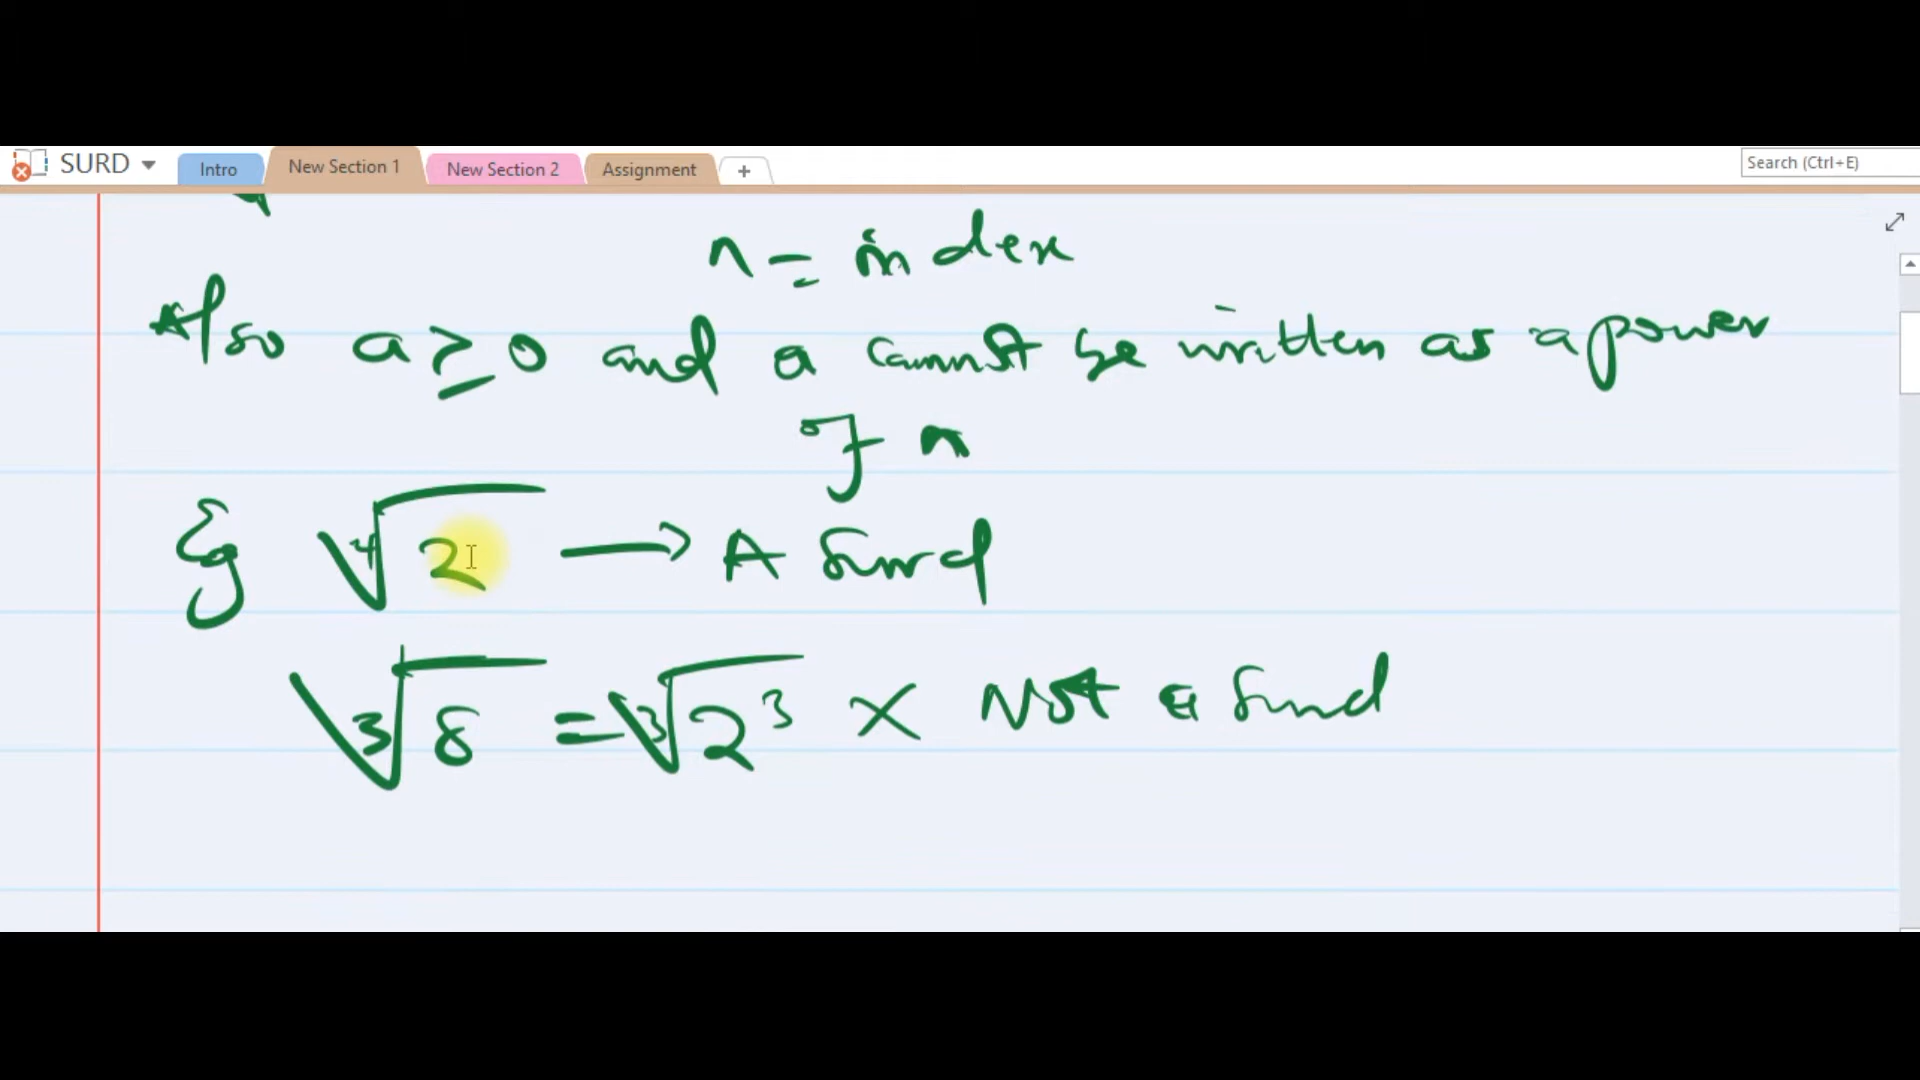 SURD Intro New Section 1 New Section 2 Assignment + Search (Ctrl+E)
n = index
Also a ≥ 0 and a cannot be written as a power
of n
Eg ∜2 → A Surd
∛8 = ∛2³ X Not a Surd